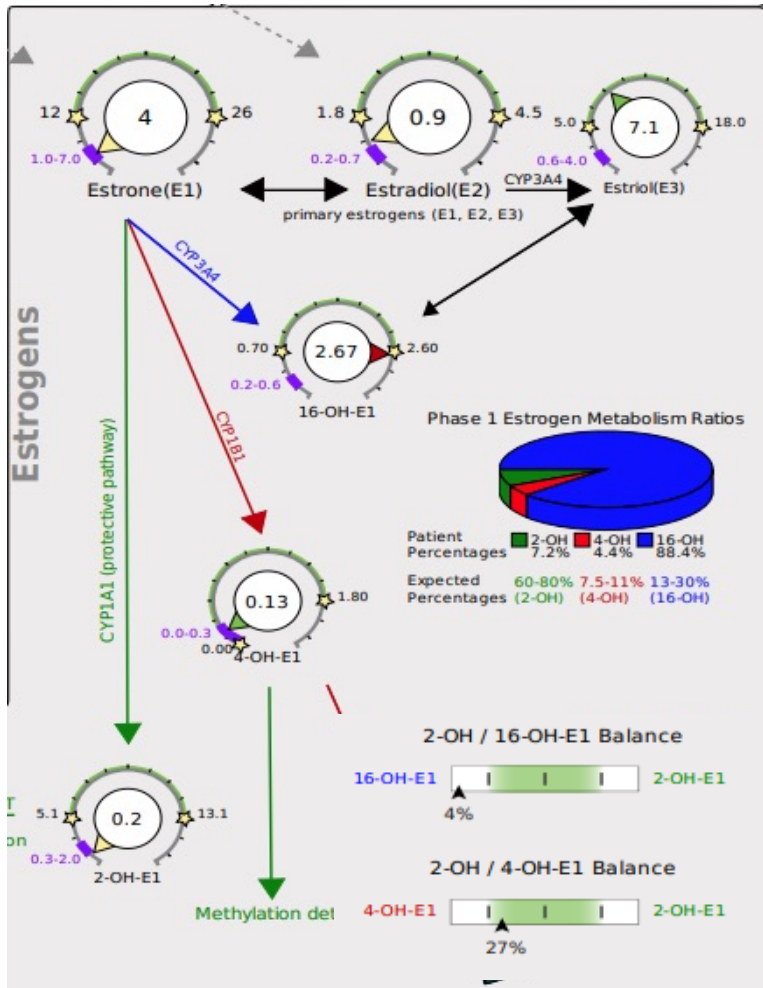 12
4
26
1.0-7.0
Estrone(E1)
1.8
0.9
4.5
0.2-0.7
Estradiol(E2)
CYP3A4
5.0
7.1
18.0
0.6-4.0
Estriol(E3)
primary estrogens (E1, E2, E3)
Estrogens
CYP3A4
0.70
2.67
2.60
0.2-0.6
16-OH-E1
CYP1B1
CYP1A1 (protective pathway)
Phase 1 Estrogen Metabolism Ratios
Patient Percentages
2-OH 4-OH 16-OH
7.2% 4.4% 88.4%
Expected Percentages
60-80% 7.5-11% 13-30%
(2-OH) (4-OH) (16-OH)
0.13
1.80
0.0-0.3
0.00
4-OH-E1
2-OH / 16-OH-E1 Balance
16-OH-E1 2-OH-E1
4%
T
on
5.1
0.2
13.1
0.3-2.0
2-OH-E1
2-OH / 4-OH-E1 Balance
4-OH-E1 2-OH-E1
27%
Methylation det